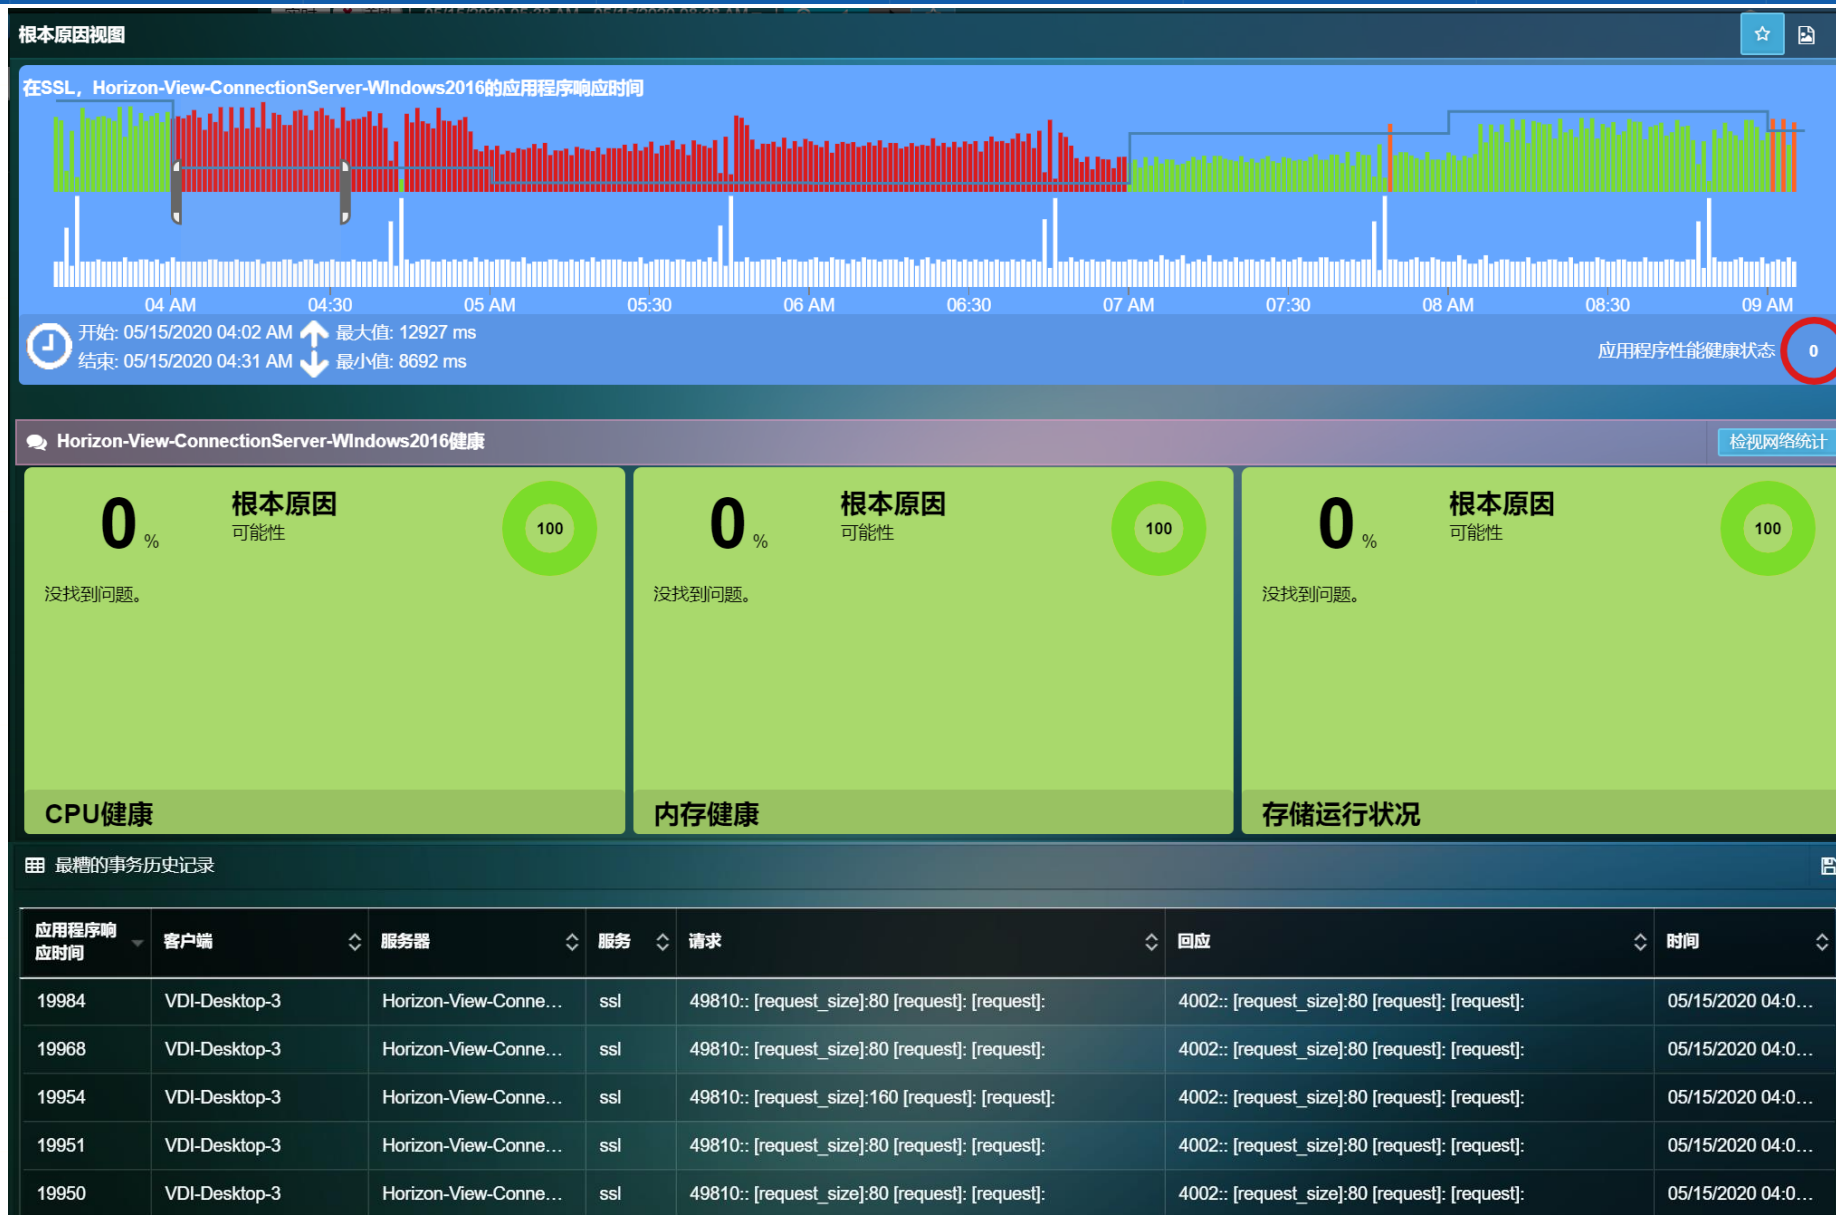 根本原因视图
在SSL，Horizon-View-ConnectionServer-WIndows2016的应用程序响应时间
04 AM 04:30 05 AM 05:30 06 AM 06:30 07 AM 07:30 08 AM 08:30 09 AM
开始: 05/15/2020 04:02 AM 最大值: 12927 ms
结束: 05/15/2020 04:31 AM 最小值: 8692 ms
应用程序性能健康状态 0
Horizon-View-ConnectionServer-WIndows2016健康 检视网络统计
0 % 根本原因 可能性 100
没找到问题。
CPU健康
0 % 根本原因 可能性 100
没找到问题。
内存健康
0 % 根本原因 可能性 100
没找到问题。
存储运行状况
最糟的事务历史记录
应用程序响应时间 客户端 服务器 服务 请求 回应 时间
19984 VDI-Desktop-3 Horizon-View-Conne... ssl 49810:: [request_size]:80 [request]: [request]: 4002:: [request_size]:80 [request]: [request]: 05/15/2020 04:0...
19968 VDI-Desktop-3 Horizon-View-Conne... ssl 49810:: [request_size]:80 [request]: [request]: 4002:: [request_size]:80 [request]: [request]: 05/15/2020 04:0...
19954 VDI-Desktop-3 Horizon-View-Conne... ssl 49810:: [request_size]:160 [request]: [request]: 4002:: [request_size]:80 [request]: [request]: 05/15/2020 04:0...
19951 VDI-Desktop-3 Horizon-View-Conne... ssl 49810:: [request_size]:80 [request]: [request]: 4002:: [request_size]:80 [request]: [request]: 05/15/2020 04:0...
19950 VDI-Desktop-3 Horizon-View-Conne... ssl 49810:: [request_size]:80 [request]: [request]: 4002:: [request_size]:80 [request]: [request]: 05/15/2020 04:0...